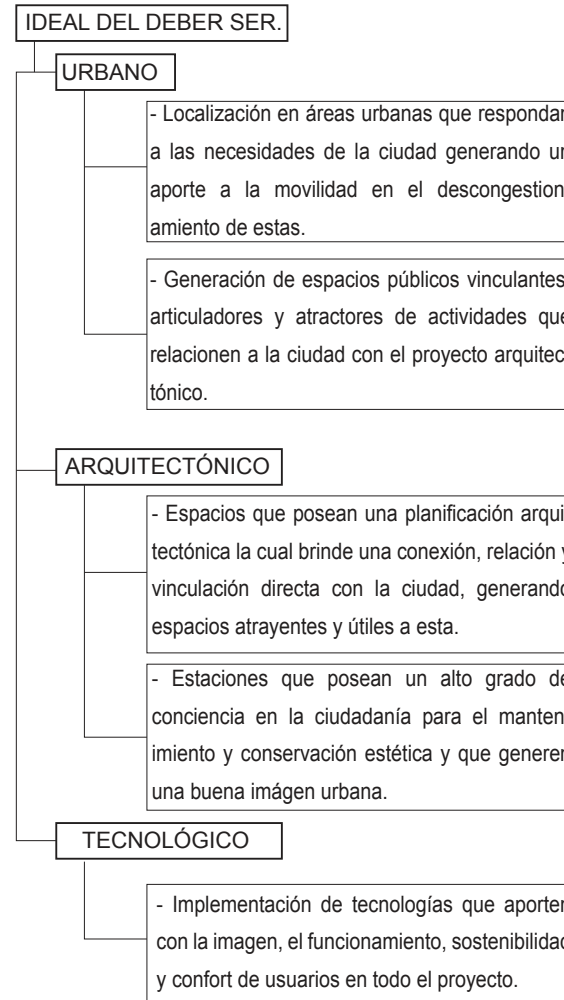 IDEAL DEL DEBER SER.
URBANO
- Localización en áreas urbanas que respondan
a las necesidades de la ciudad generando un
aporte a la movilidad en el descongestion
amiento de estas.
- Generación de espacios públicos vinculantes
articuladores y atractores de actividades que
relacionen a la ciudad con el proyecto arquitec
tónico.
ARQUITECTÓNICO
- Espacios que posean una planificación arqui
tectónica la cual brinde una conexión, relación y
vinculación directa con la ciudad, generando
espacios atrayentes y útiles a esta.
- Estaciones que posean un alto grado de
conciencia en la ciudadanía para el manten
imiento y conservación estética y que generen
una buena imágen urbana.
TECNOLÓGICO
- Implementación de tecnologías que aporten
con la imagen, el funcionamiento, sostenibilidad
y confort de usuarios en todo el proyecto.